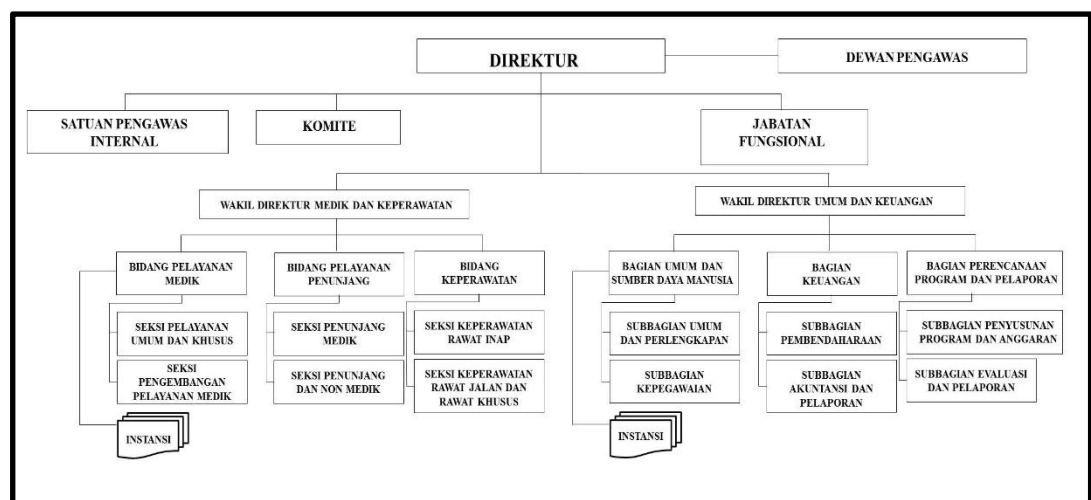 DIREKTUR
DEWAN PENGAWAS
SATUAN PENGAWAS
INTERNAL
KOMITE
JABATAN
FUNGSIONAL
WAKIL DIREKTUR MEDIK DAN KEPERAWATAN
WAKIL DIREKTUR UMUM DAN KEUANGAN
BIDANG PELAYANAN
MEDIK
BIDANG PELAYANAN
PENUNJANG
BIDANG
KEPERAWATAN
BAGIAN UMUM DAN
SUMBER DAYA MANUSIA
BAGIAN
KEUANGAN
BAGIAN PERENCANAAN
PROGRAM DAN PELAPORAN
SEKSI PELAYANAN
UMUM DAN KHUSUS
SEKSI PENUNJANG
MEDIK
SEKSI KEPERAWATAN
RAWAT INAP
SUBBAGIAN UMUM
DAN PERLENGKAPAN
SUBBAGIAN
PEMBENDAHARAAN
SUBBAGIAN PENYUSUNAN
PROGRAM DAN ANGGARAN
SEKSI
PENGEMBANGAN
PELAYANAN MEDIK
SEKSI PENUNJANG
DAN NON MEDIK
SEKSI KEPERAWATAN
RAWAT JALAN DAN
RAWAT KHUSUS
SUBBAGIAN
KEPEGAWAIAN
SUBBAGIAN
AKUNTANSI DAN
PELAPORAN
SUBBAGIAN EVALUASI
DAN PELAPORAN
INSTANSI
INSTANSI